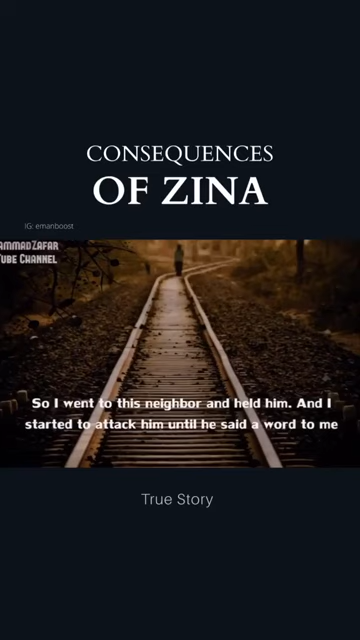 CONSEQUENCES
OF ZINA
IG: emanboost
AMMADZAFAR
UBE CHANNEL
So I went to this neighbor and held him. And I
started to attack him until he said a word to me
True Story